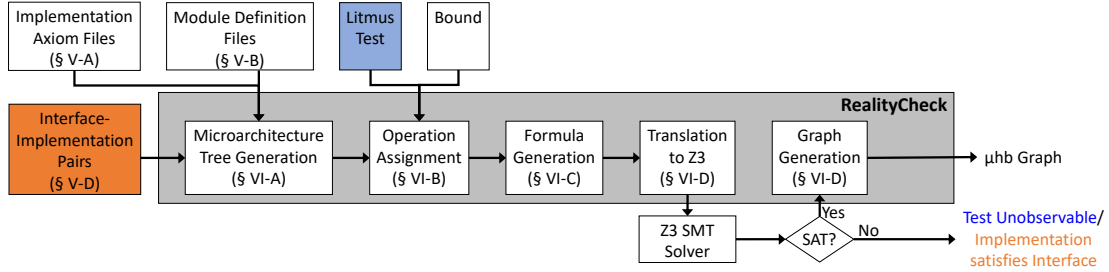 Implementation
Axiom Files
(§ V-A)
Module Definition
Files
(§ V-B)
Litmus
Test
Bound
RealityCheck
Interface-
Implementation
Pairs
(§ V-D)
Microarchitecture
Tree Generation
(§ VI-A)
Operation
Assignment
(§ VI-B)
Formula
Generation
(§ VI-C)
Translation
to Z3
(§ VI-D)
Graph
Generation
(§ VI-D)
μhb Graph
Yes
Z3 SMT
Solver
SAT?
No
Test Unobservable/
Implementation
satisfies Interface